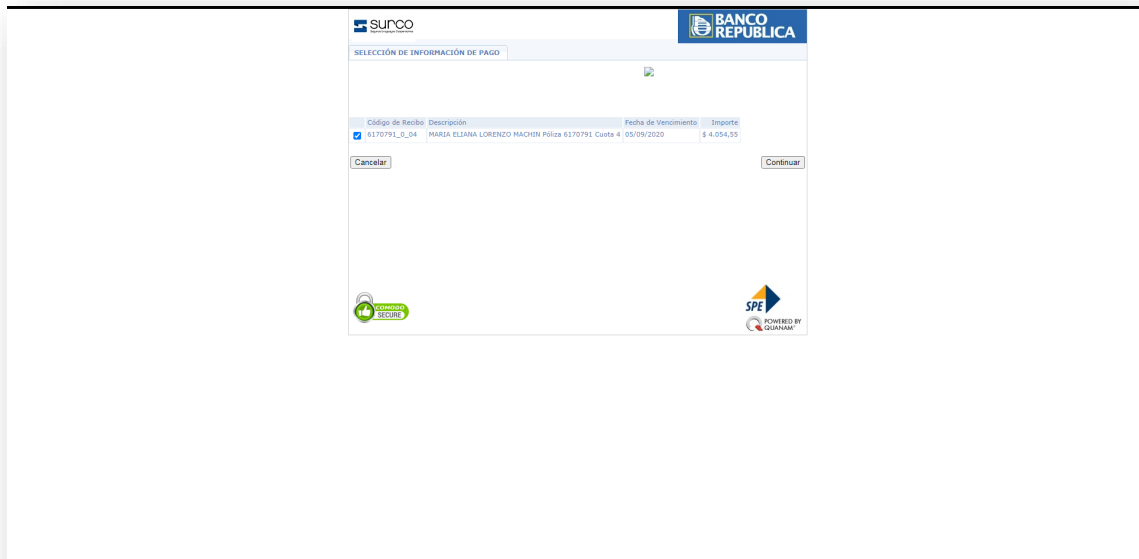 surco
BANCO
REPUBLICA
SELECCIÓN DE INFORMACIÓN DE PAGO
Código de Recibo Descripción Fecha de Vencimiento Importe
6170791_0_04 MARIA ELIANA LORENZO MACHIN Póliza 6170791 Cuota 4 05/09/2020 $ 4.054,55
Cancelar Continuar
COMODO
SECURE
SPE
POWERED BY
QUANAM